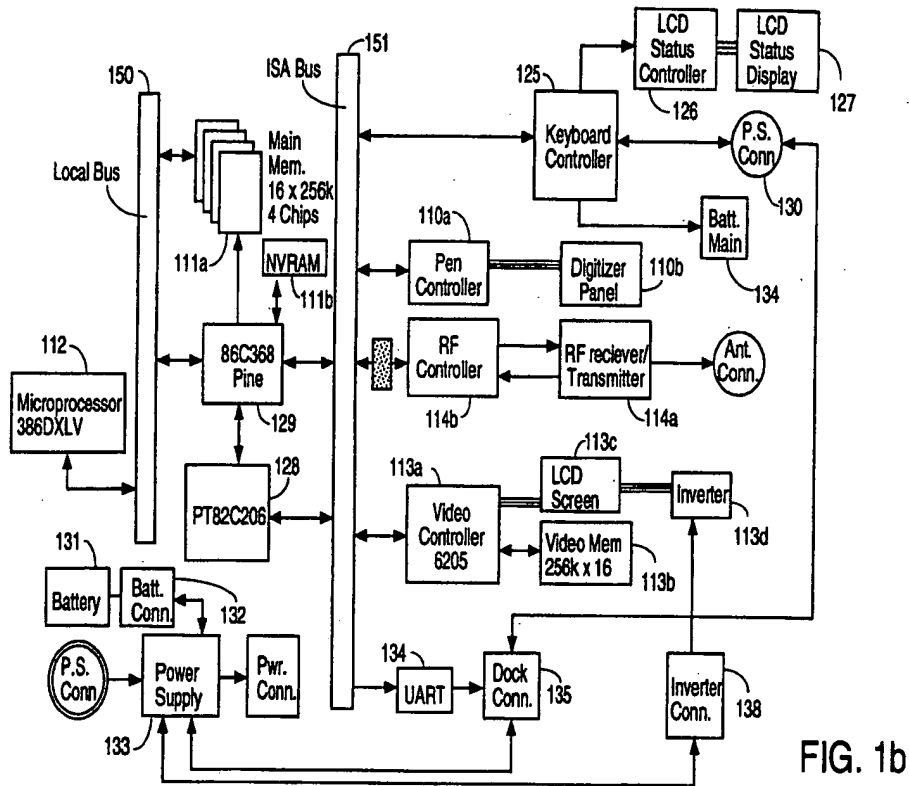 151
ISA Bus
150
Local Bus
Main
Mem.
16 x 256k
4 Chips
111a
NVRAM
111b
112
Microprocessor
386DXLV
86C368
Pine
129
128
PT82C206
131
Battery
Batt.
Conn.
132
P.S.
Conn
Power
Supply
133
Pwr.
Conn.
125
Keyboard
Controller
LCD
Status
Controller
126
LCD
Status
Display
127
P.S.
Conn.
130
Batt.
Main
134
110a
Pen
Controller
Digitizer
Panel
110b
RF
Controller
114b
RF reciever/
Transmitter
114a
Ant.
Conn.
113a
Video
Controller
6205
113c
LCD
Screen
Inverter
113d
Video Mem
256k x 16
113b
134
UART
Dock
Conn.
135
Inverter
Conn.
138
FIG. 1b